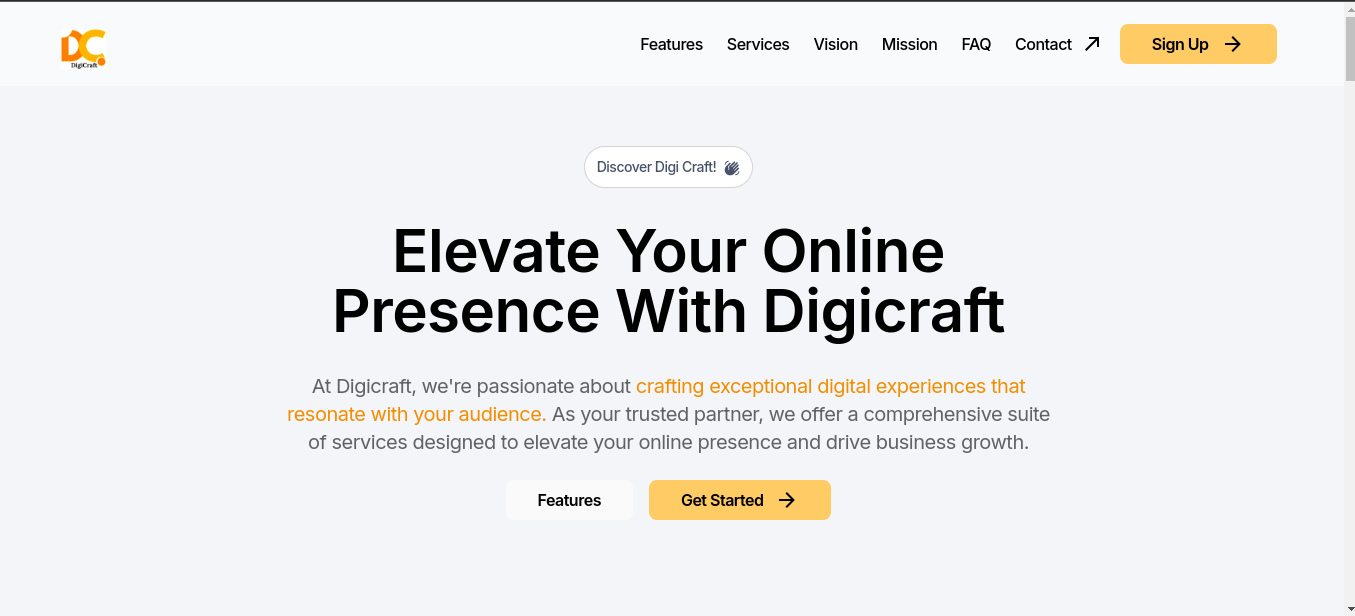 DC
DigiCraft
Features Services Vision Mission FAQ Contact Sign Up
Discover Digi Craft!
Elevate Your Online
Presence With Digicraft
At Digicraft, we're passionate about crafting exceptional digital experiences that
resonate with your audience. As your trusted partner, we offer a comprehensive suite
of services designed to elevate your online presence and drive business growth.
Features Get Started